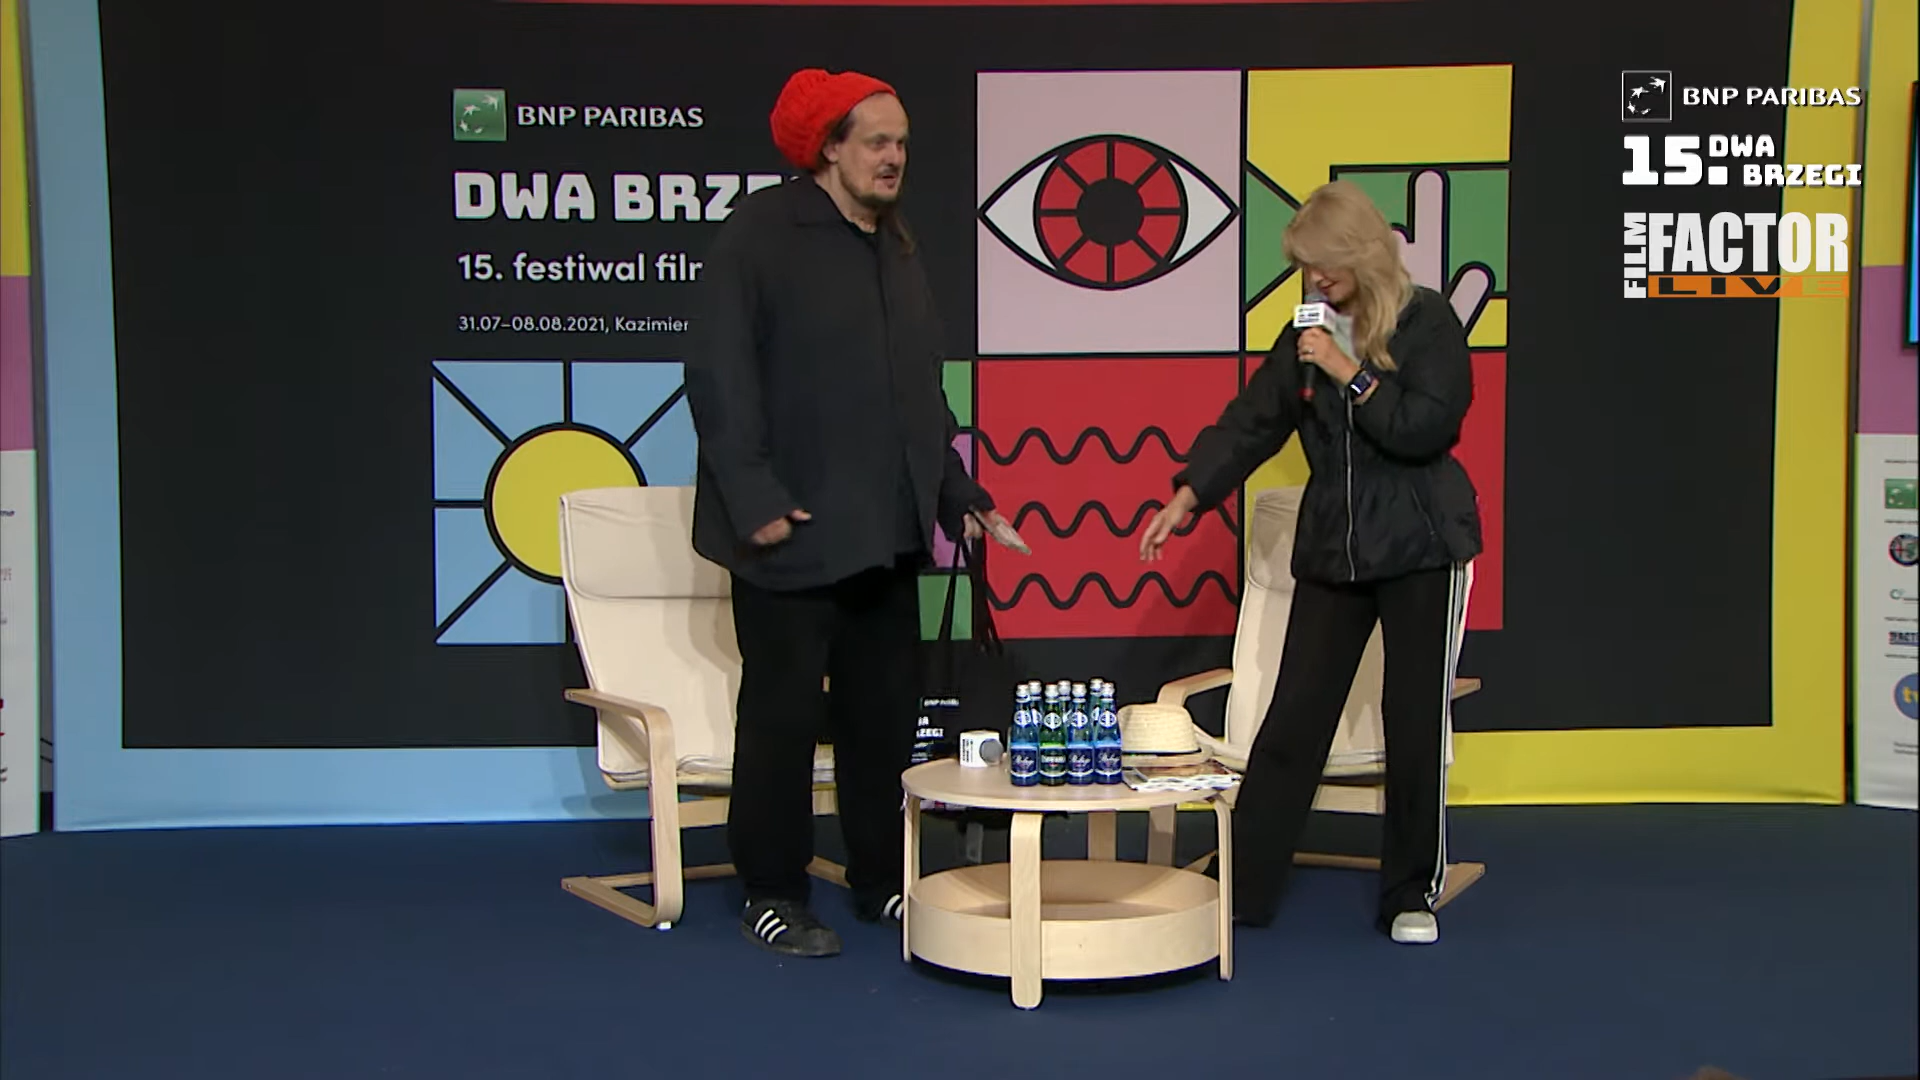 BNP PARIBAS
DWA BRZE
15. festiwal film
31.07–08.08.2021, Kazimier
BNP PARIBAS
15: DWA
BRZEGI
FILM
FACTOR
LIVE